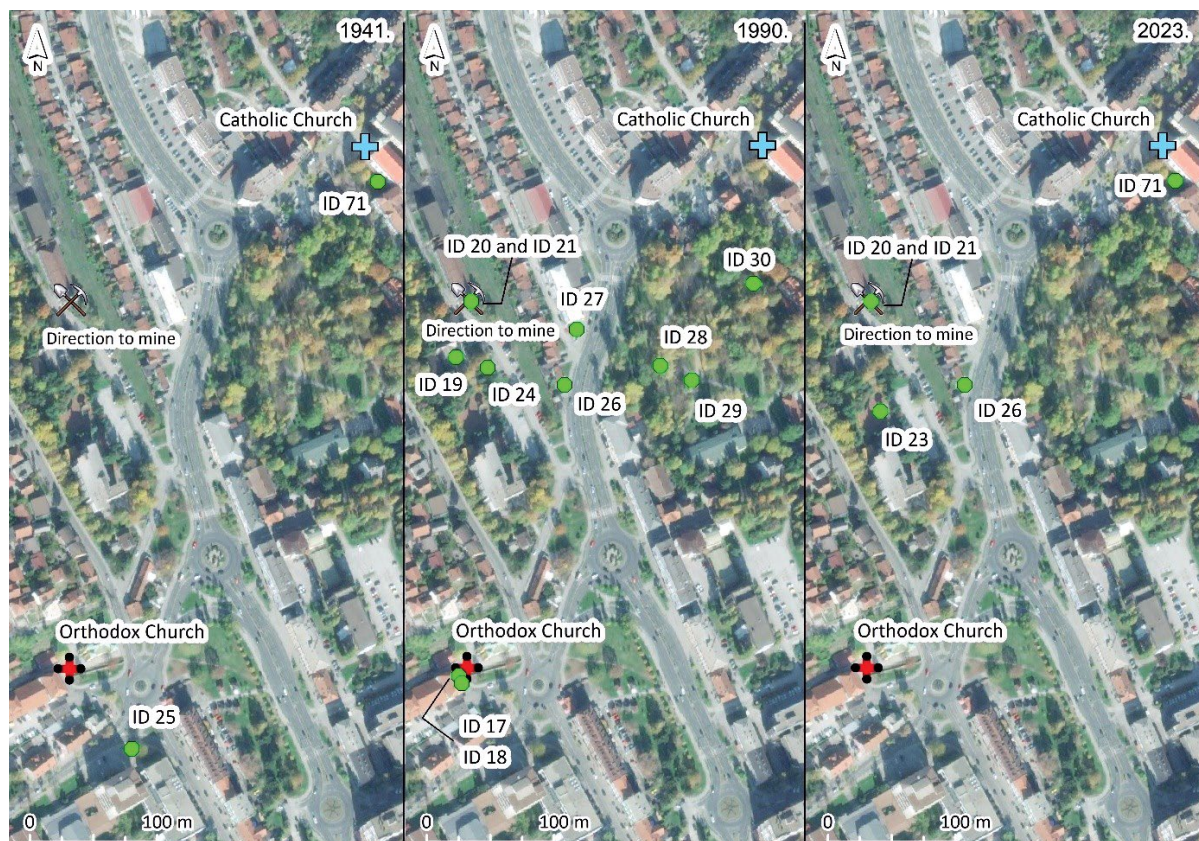 1941.
N
Catholic Church
ID 71
Direction to mine
Orthodox Church
ID 25
0 100 m
1990.
N
Catholic Church
ID 20 and ID 21
ID 30
ID 27
Direction to mine
ID 28
ID 19
ID 24
ID 26
ID 29
Orthodox Church
ID 17
ID 18
0 100 m
2023.
N
Catholic Church
ID 71
ID 20 and ID 21
Direction to mine
ID 26
ID 23
Orthodox Church
0 100 m